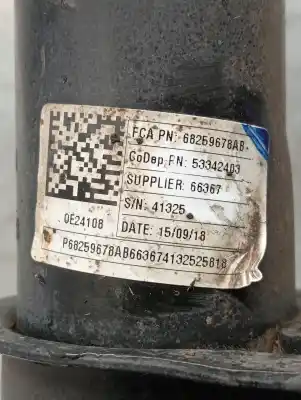 FCA PN: 68259678AB
CoDep PN: 53342403
SUPPLIER: 66367
S/N: 41325
0E24108
DATE: 15/09/18
P68259678AB663674132525818